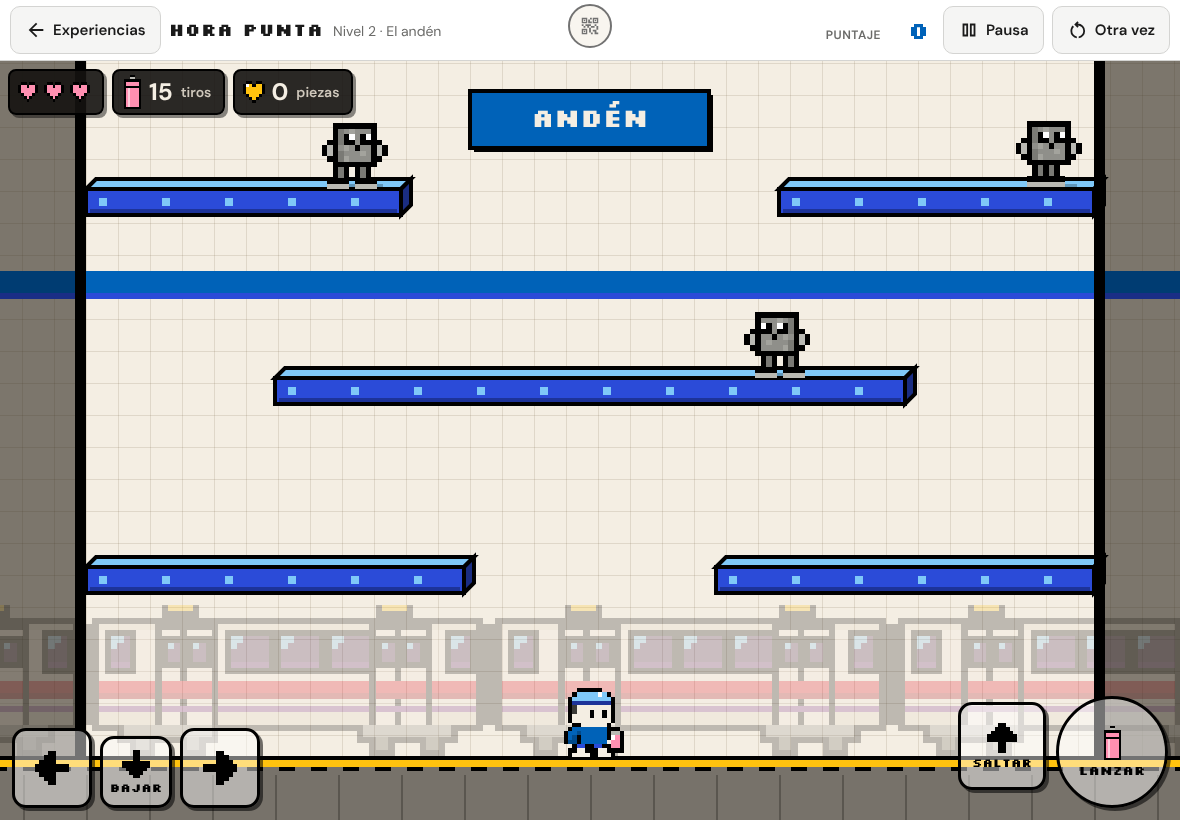 Experiencias
HORA PUNTA
Nivel 2 · El andén
PUNTAJE
0
Pausa
Otra vez
15 tiros
0 piezas
ANDÉN
BAJAR
SALTAR
LANZAR